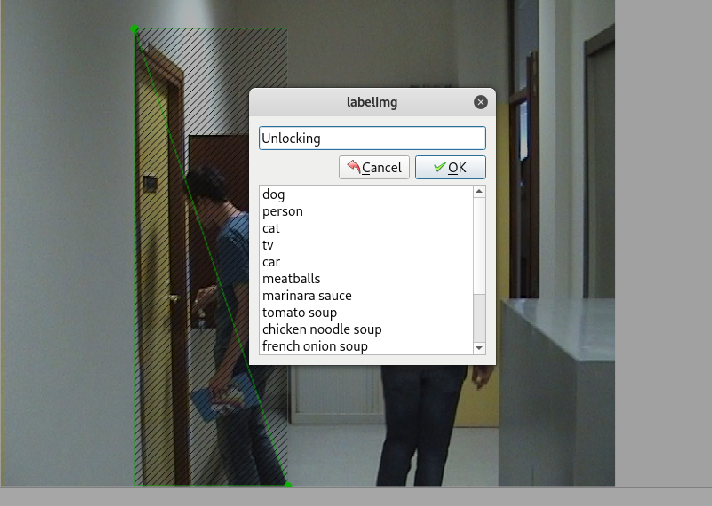 labelImg
Unlocking
Cancel
OK
dog
person
cat
tv
car
meatballs
marinara sauce
tomato soup
chicken noodle soup
french onion soup